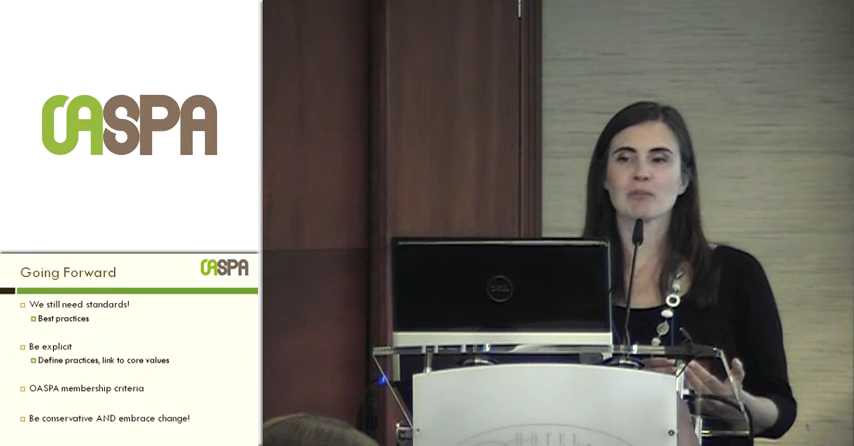 OASPA
Going Forward
OASPA
We still need standards!
Best practices
Be explicit
Define practices, link to core values
OASPA membership criteria
Be conservative AND embrace change!
DELL
HOTEL